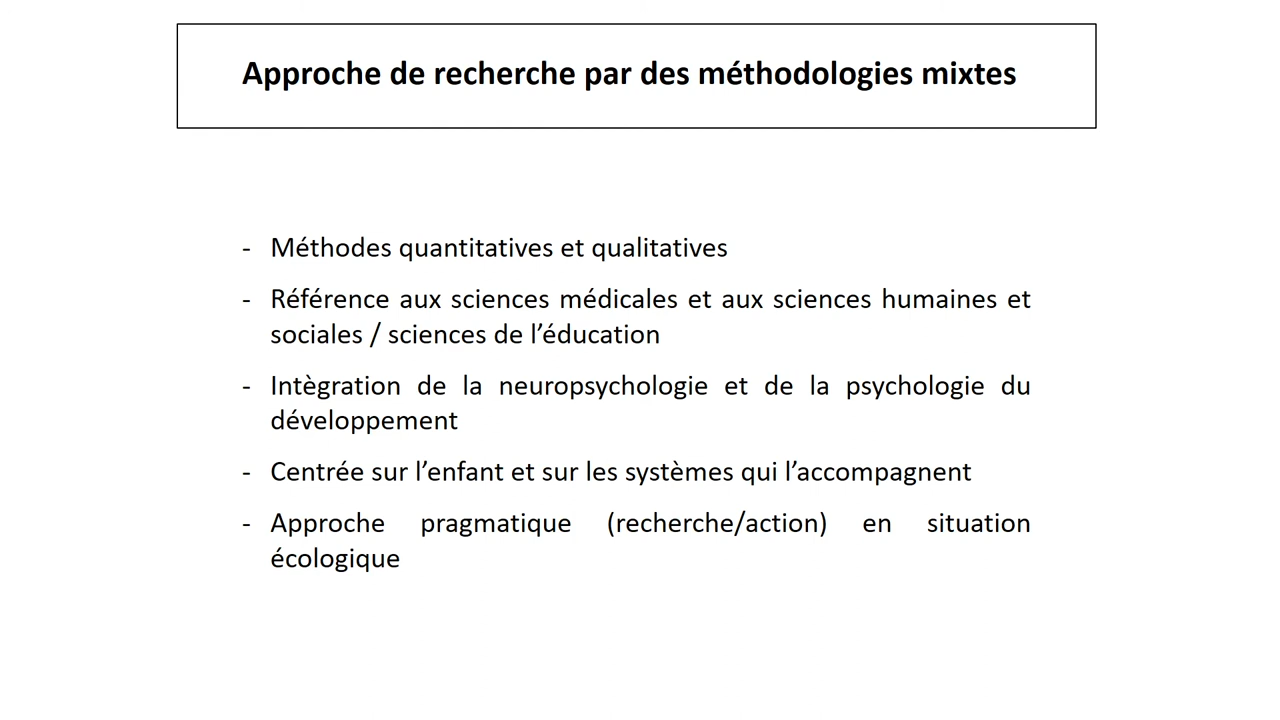 Approche de recherche par des méthodologies mixtes
- Méthodes quantitatives et qualitatives
- Référence aux sciences médicales et aux sciences humaines et
sociales / sciences de l’éducation
- Intègration de la neuropsychologie et de la psychologie du
développement
- Centrée sur l’enfant et sur les systèmes qui l’accompagnent
- Approche pragmatique (recherche/action) en situation
écologique